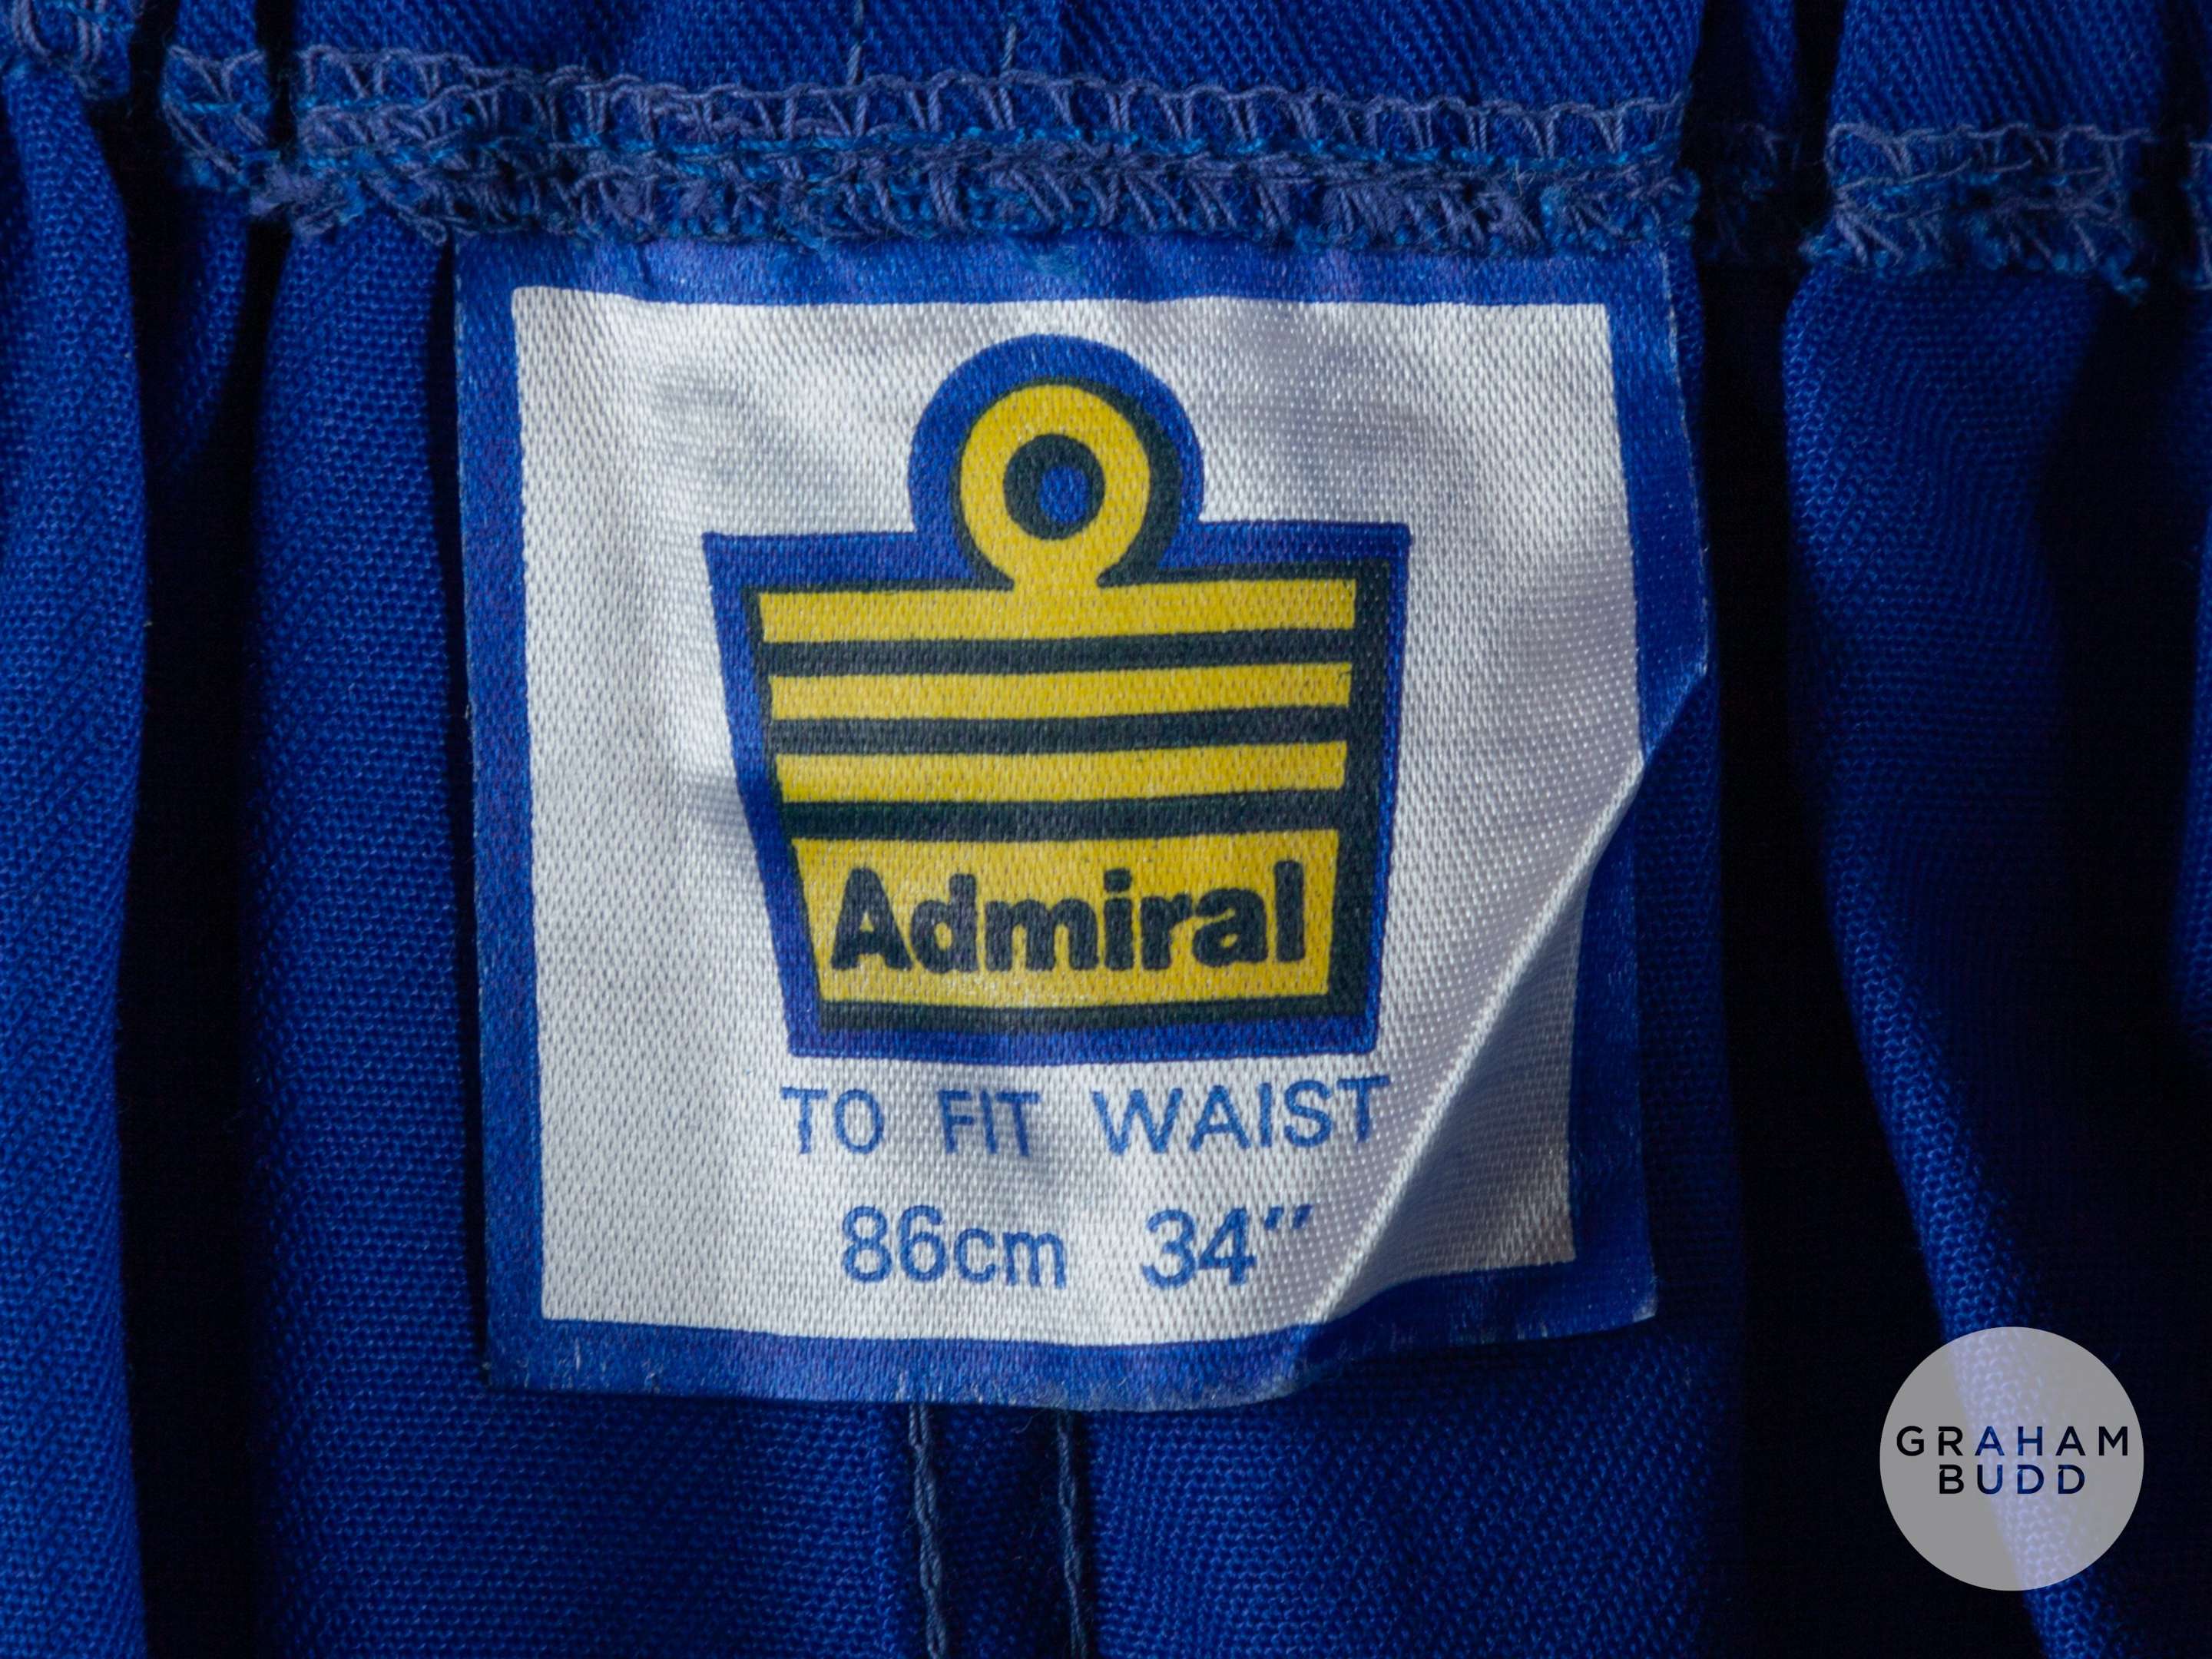 Admiral
TO FIT WAIST
86cm 34″
GRAHAM
BUDD